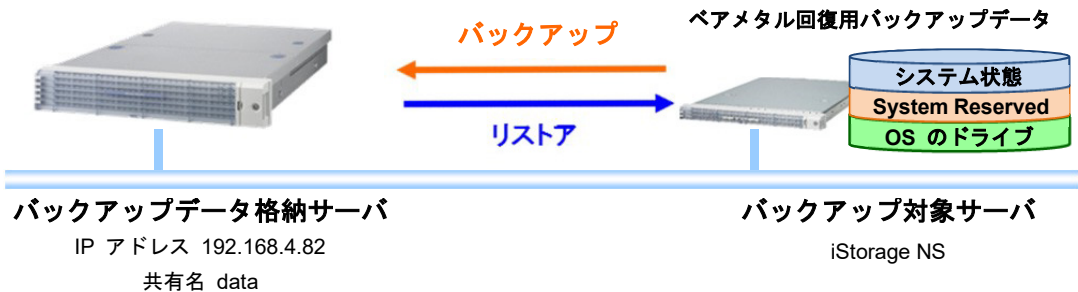 バックアップ
リストア
ベアメタル回復用バックアップデータ
システム状態
System Reserved
OS のドライブ
バックアップデータ格納サーバ
IP アドレス 192.168.4.82
共有名 data
バックアップ対象サーバ
iStorage NS